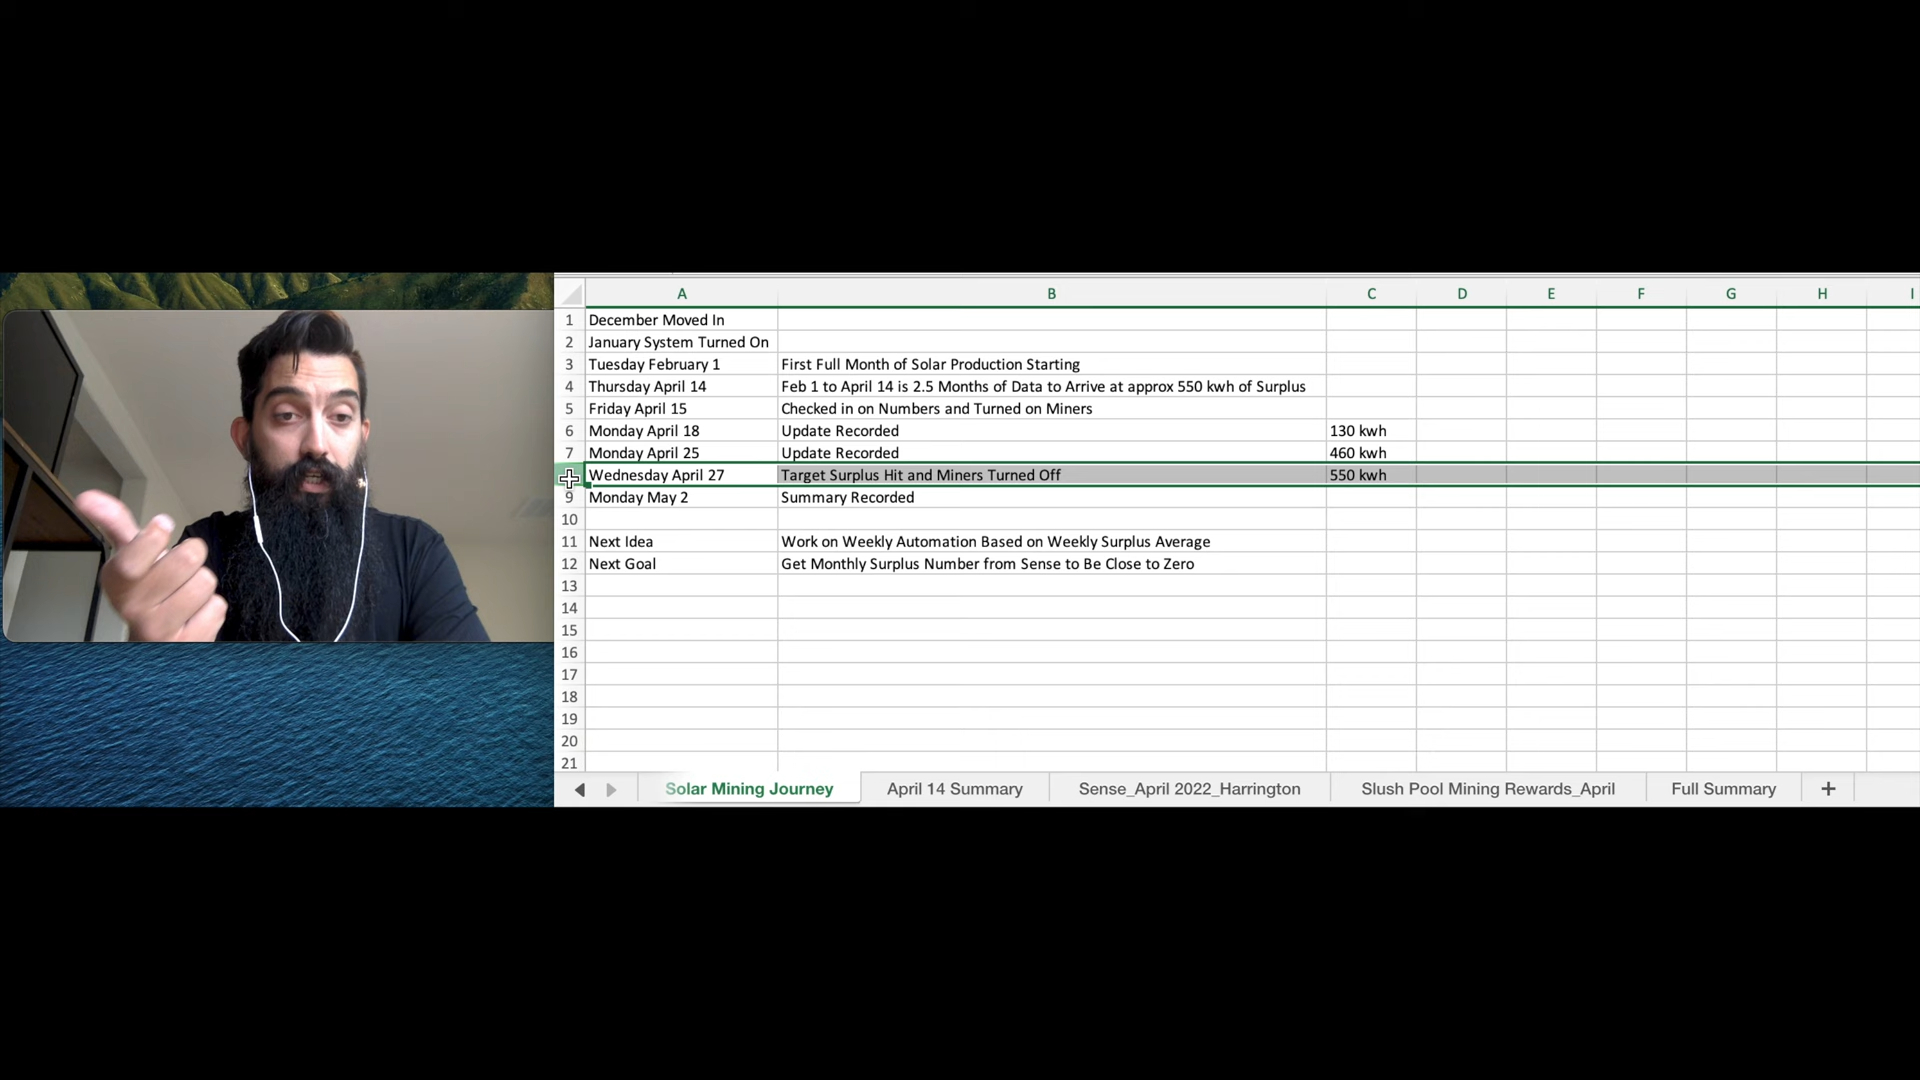 A B C D E F G H I
1 December Moved In
2 January System Turned On
3 Tuesday February 1 First Full Month of Solar Production Starting
4 Thursday April 14 Feb 1 to April 14 is 2.5 Months of Data to Arrive at approx 550 kwh of Surplus
5 Friday April 15 Checked in on Numbers and Turned on Miners
6 Monday April 18 Update Recorded 130 kwh
7 Monday April 25 Update Recorded 460 kwh
Wednesday April 27 Target Surplus Hit and Miners Turned Off 550 kwh
9 Monday May 2 Summary Recorded
10
11 Next Idea Work on Weekly Automation Based on Weekly Surplus Average
12 Next Goal Get Monthly Surplus Number from Sense to Be Close to Zero
13
14
15
16
17
18
19
20
21
Solar Mining Journey April 14 Summary Sense_April 2022_Harrington Slush Pool Mining Rewards_April Full Summary +